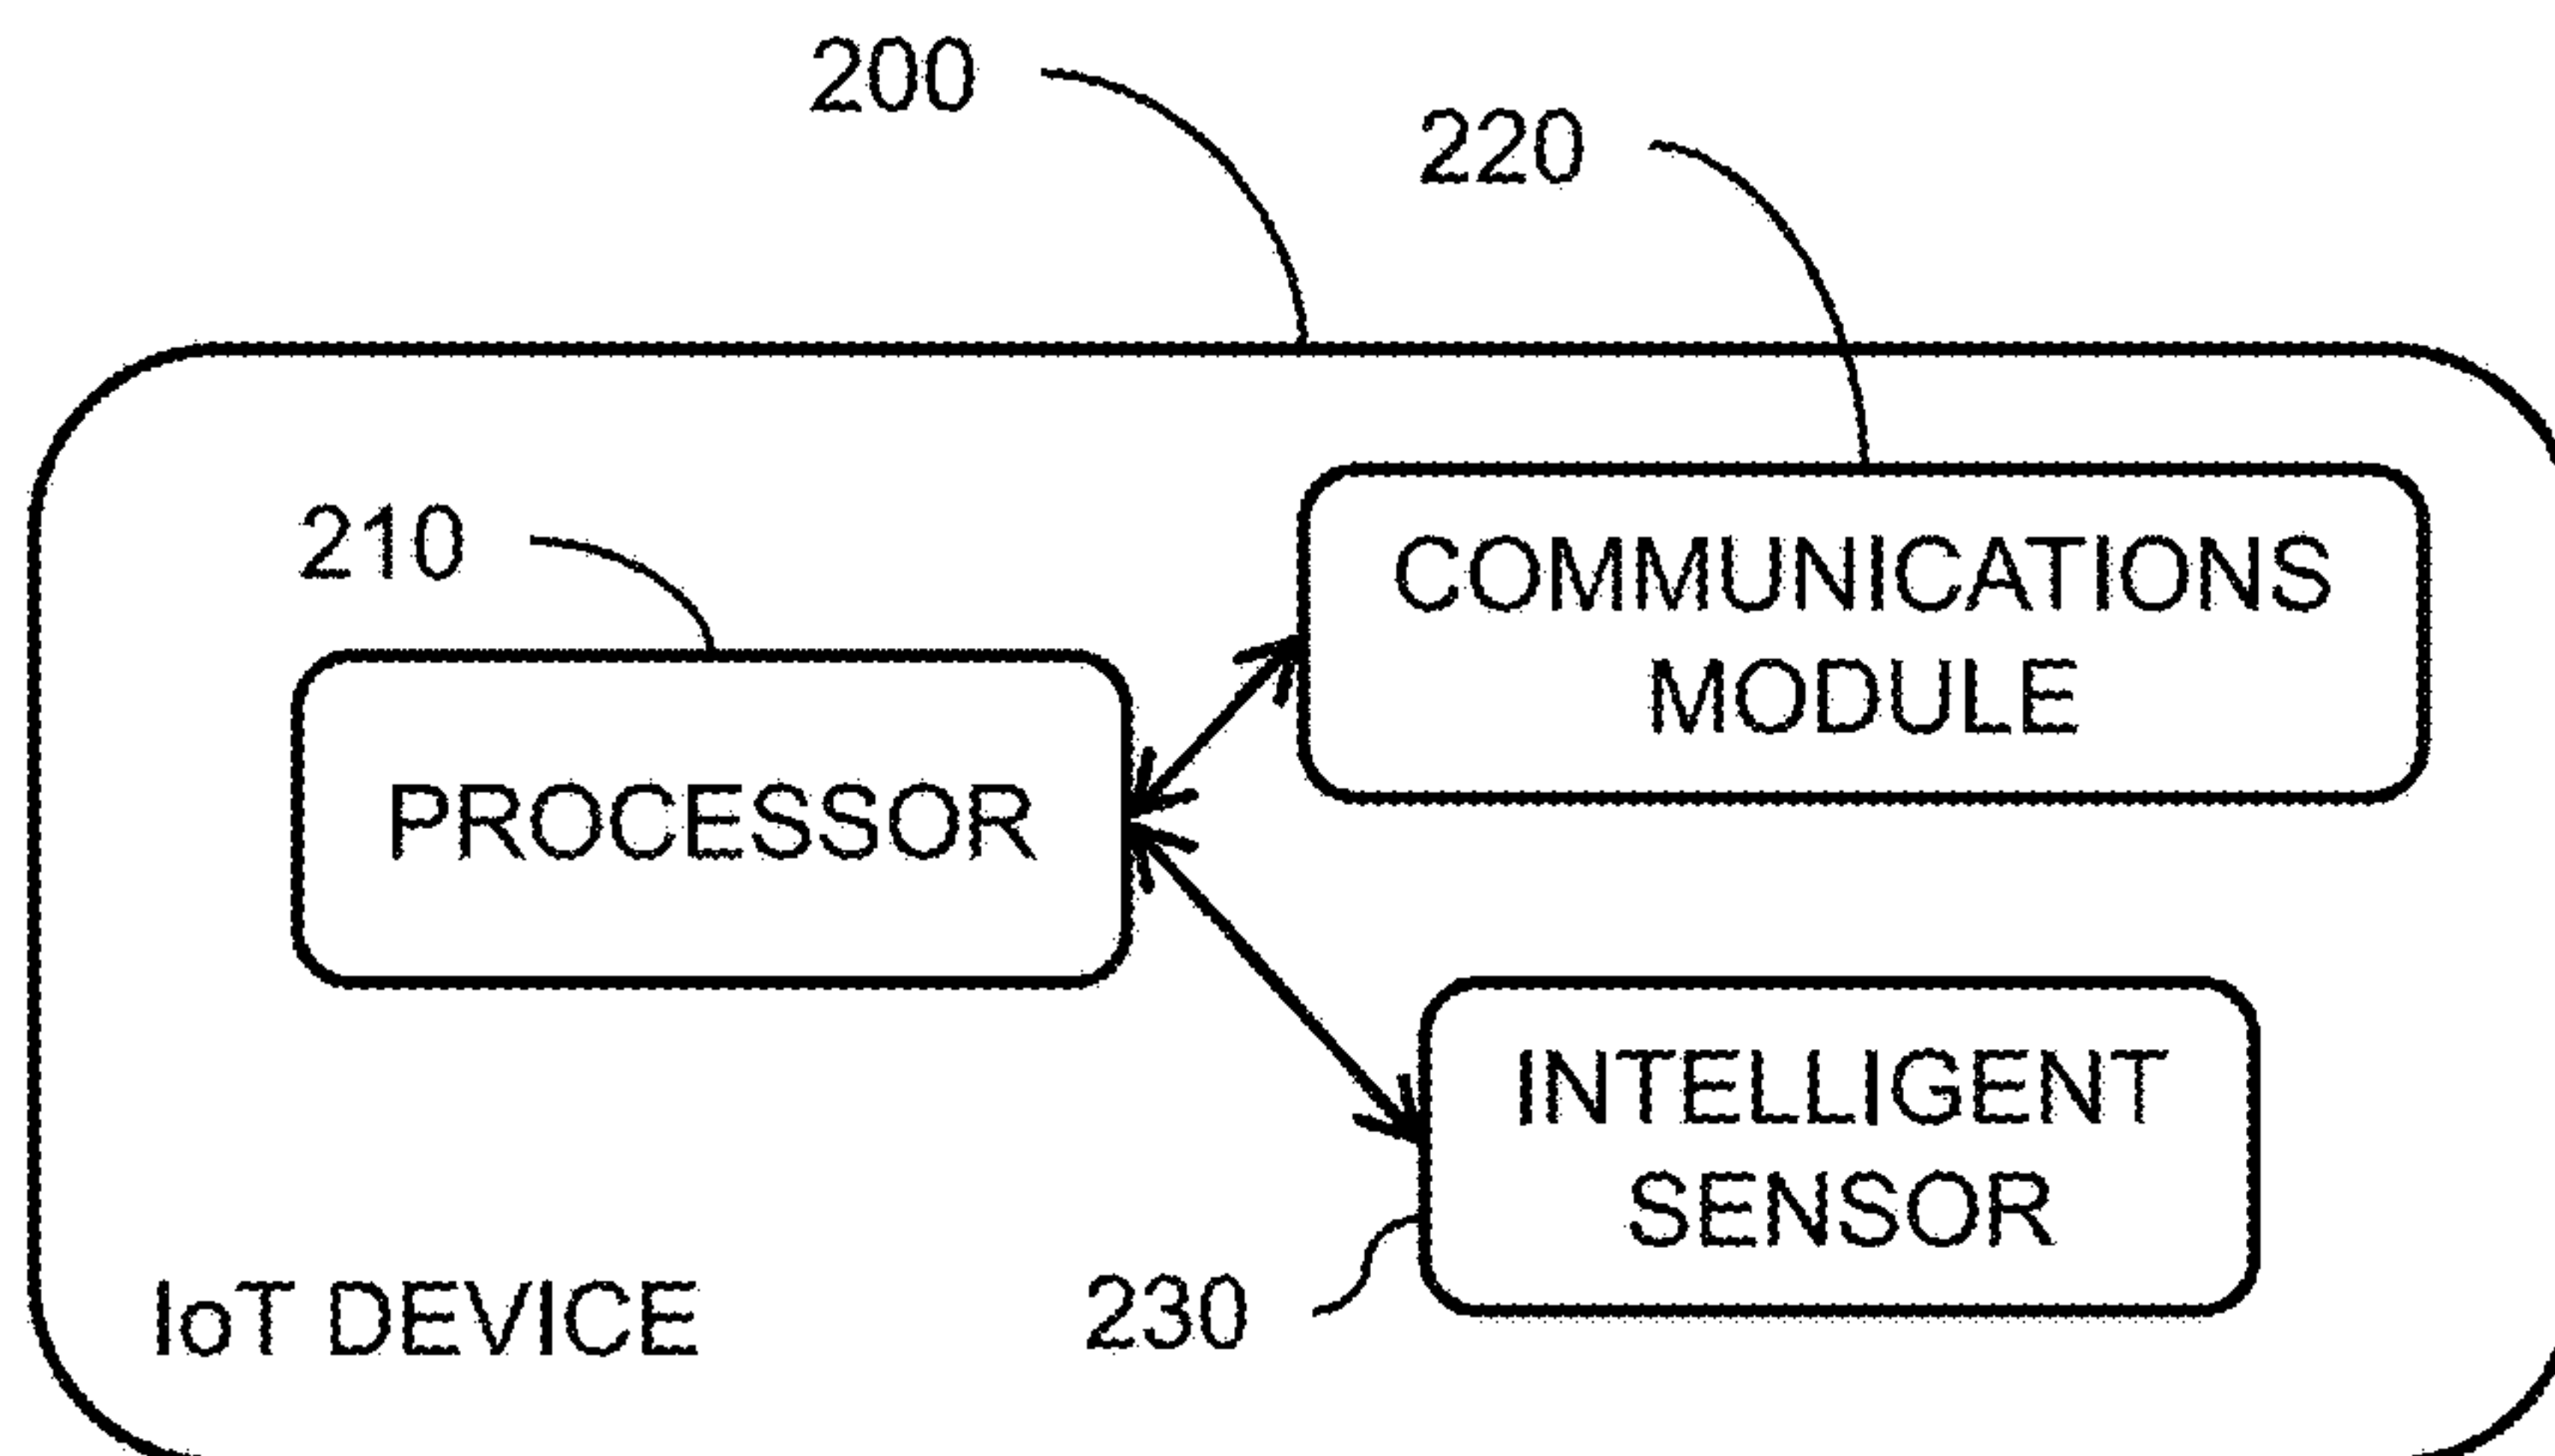 200
220
210
COMMUNICATIONS
MODULE
PROCESSOR
INTELLIGENT
SENSOR
230
IoT DEVICE